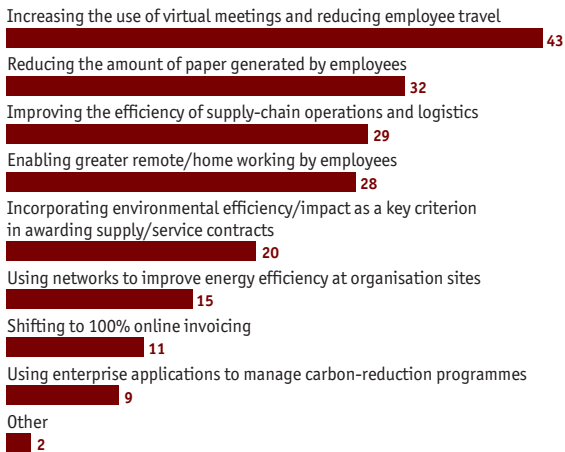 Increasing the use of virtual meetings and reducing employee travel
43
Reducing the amount of paper generated by employees
32
Improving the efficiency of supply-chain operations and logistics
29
Enabling greater remote/home working by employees
28
Incorporating environmental efficiency/impact as a key criterion
in awarding supply/service contracts
20
Using networks to improve energy efficiency at organisation sites
15
Shifting to 100% online invoicing
11
Using enterprise applications to manage carbon-reduction programmes
9
Other
2